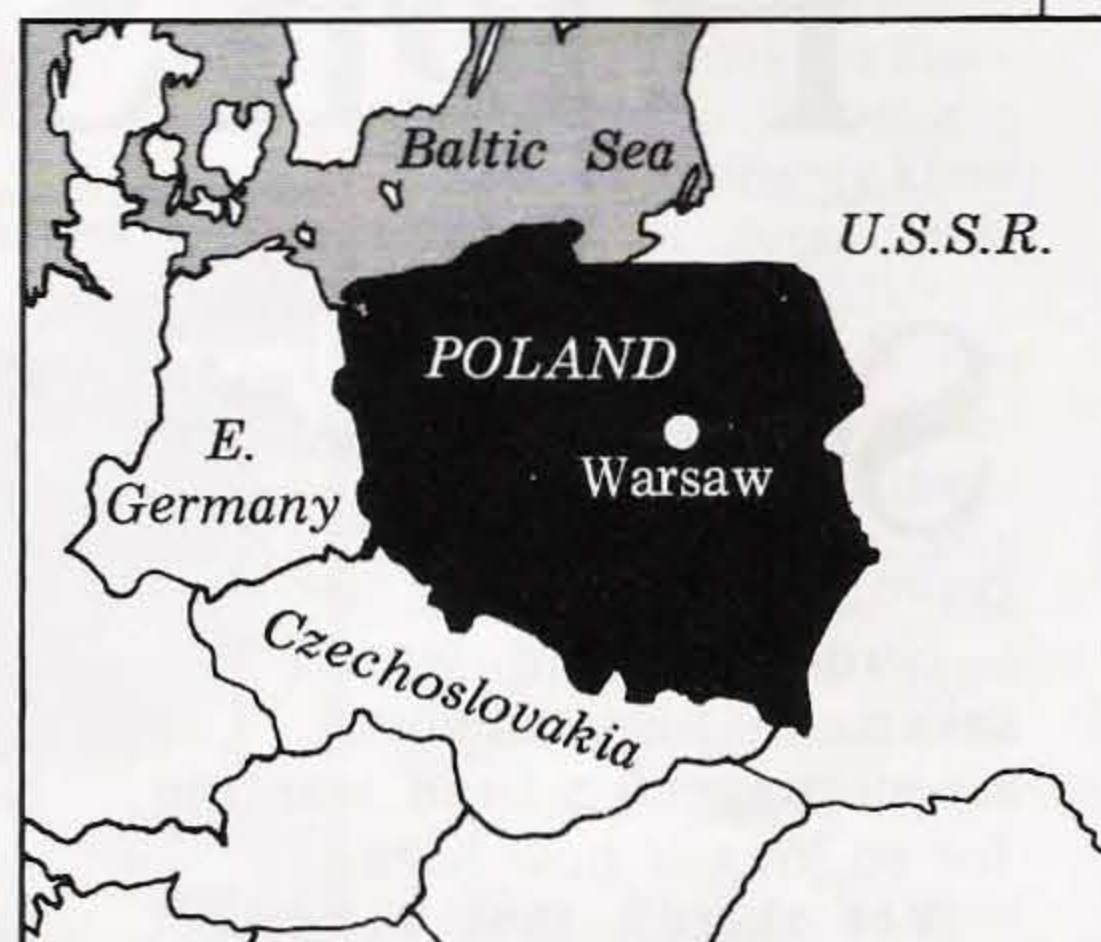 Baltic Sea
U.S.S.R.
POLAND
E.
Germany
Warsaw
Czechoslovakia